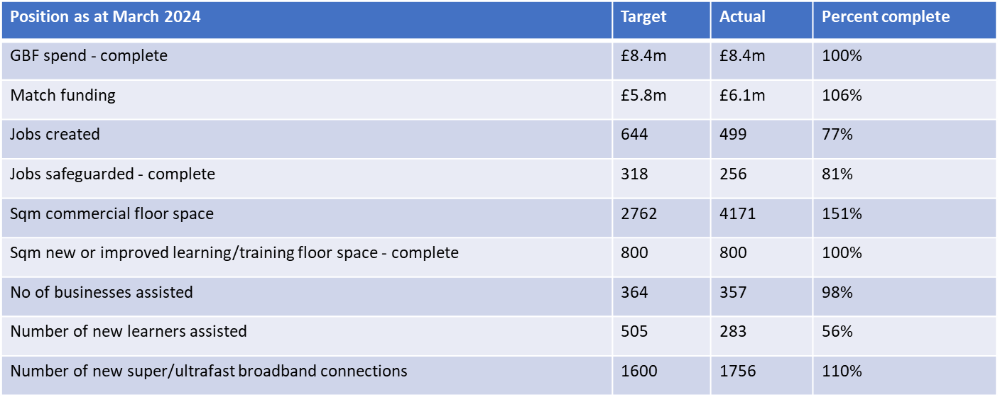 Position as at March 2024 Target Actual Percent complete
GBF spend - complete £8.4m £8.4m 100%
Match funding £5.8m £6.1m 106%
Jobs created 644 499 77%
Jobs safeguarded - complete 318 256 81%
Sqm commercial floor space 2762 4171 151%
Sqm new or improved learning/training floor space - complete 800 800 100%
No of businesses assisted 364 357 98%
Number of new learners assisted 505 283 56%
Number of new super/ultrafast broadband connections 1600 1756 110%